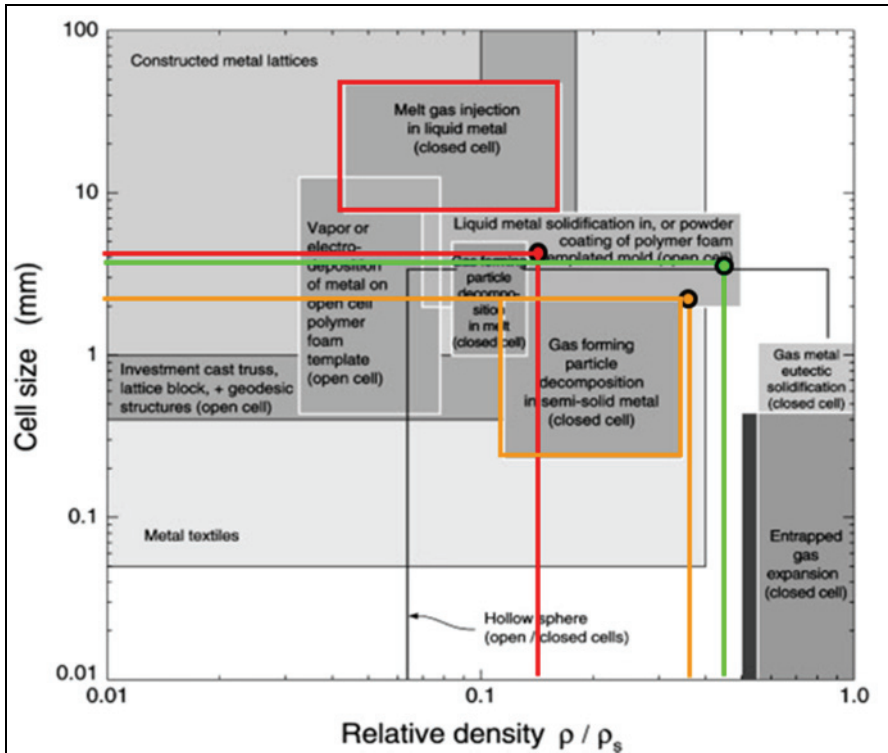 100
10
1
0.1
0.01
Cell size (mm)
Constructed metal lattices
Melt gas injection
in liquid metal
(closed cell)
Vapor or
electro-
deposition
of metal on
open cell
polymer
foam
template
(open cell)
Liquid metal solidification in, or powder
coating of polymer foam
templated mold (open cell)
Gas forming
particle
decompo-
sition
in melt
(closed cell)
Gas forming
particle
decomposition
in semi-solid metal
(closed cell)
Investment cast truss,
lattice block, + geodesic
structures (open cell)
Gas metal
eutectic
solidification
(closed cell)
Metal textiles
Entrapped
gas
expansion
(closed cell)
Hollow sphere
(open / closed cells)
0.01
0.1
1.0
Relative density ρ / ρs